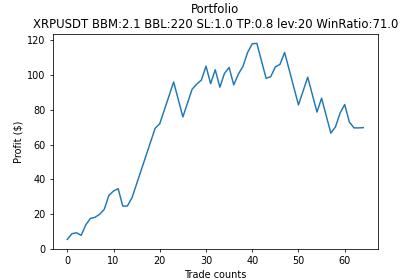 Portfolio
XRPUSDT BBM:2.1 BBL:220 SL:1.0 TP:0.8 lev:20 WinRatio:71.0
120
100
80
60
40
20
0
Profit ($)
0 10 20 30 40 50 60
Trade counts